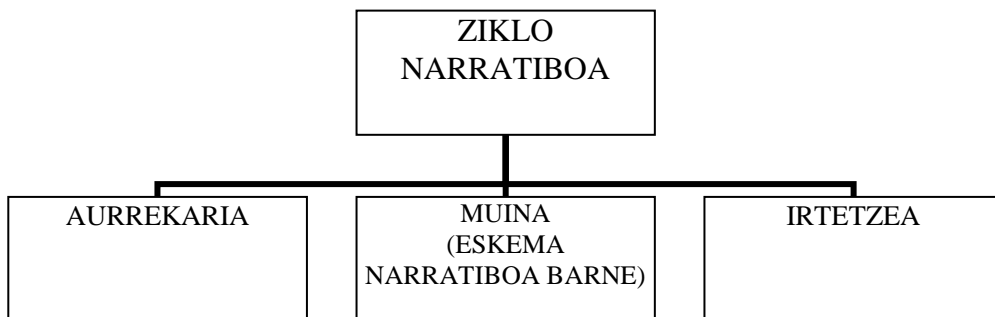 ZIKLO
NARRATIBOA
AURREKARIA
MUINA
(ESKEMA
NARRATIBOA BARNE)
IRTETZEA